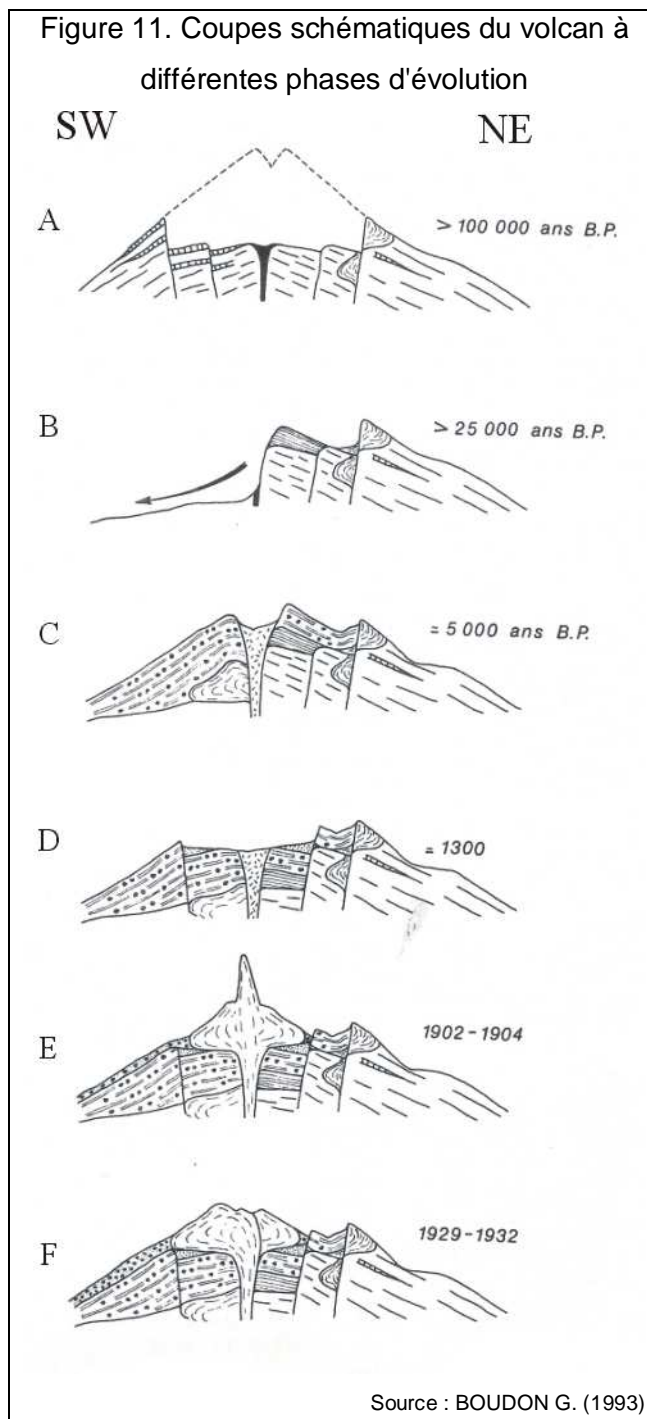 Figure 11. Coupes schématiques du volcan à
différentes phases d'évolution
SW NE
A > 100 000 ans B.P.
B > 25 000 ans B.P.
C = 5 000 ans B.P.
D = 1300
E 1902-1904
F 1929-1932
Source : BOUDON G. (1993)